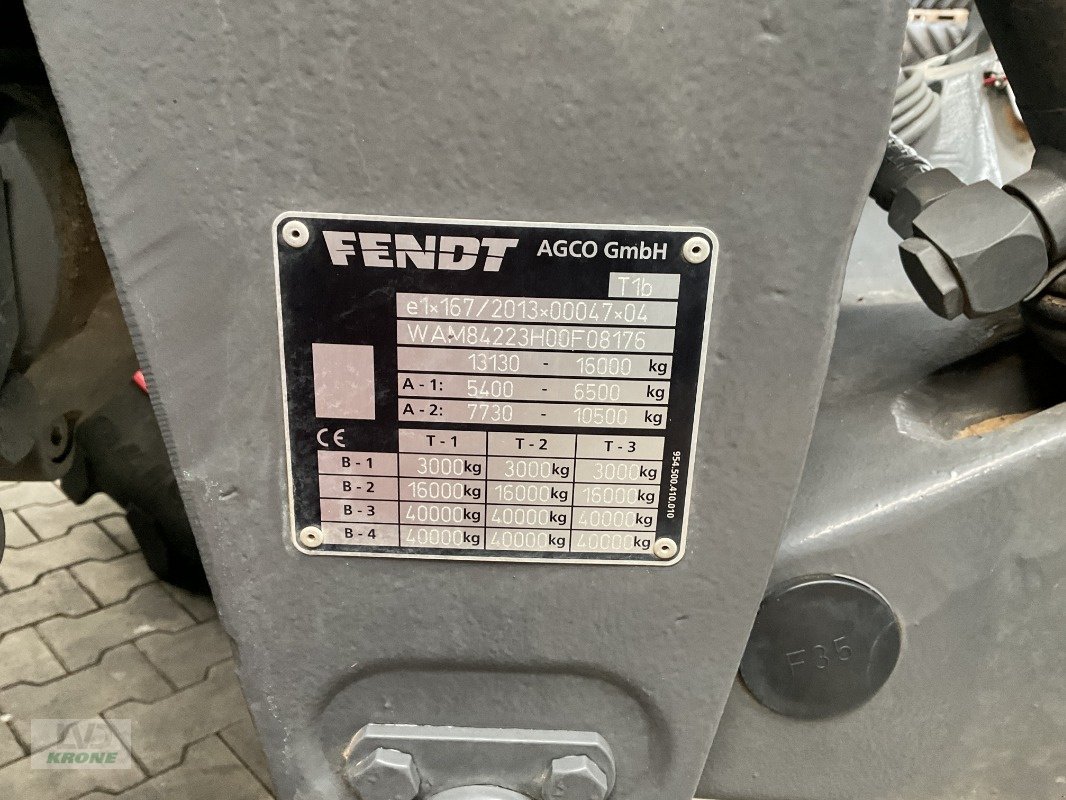 FENDT AGCO GmbH
T1b
e1*167/2013*00047*04
WAM84223H00F08176
13130 - 16000 kg
A - 1: 5400 - 6500 kg
A - 2: 7730 - 10500 kg
CE T - 1 T - 2 T - 3
B - 1 3000kg 3000kg 3000kg
B - 2 16000kg 16000kg 16000kg
B - 3 40000kg 40000kg 40000kg
B - 4 40000kg 40000kg 40000kg
954.500.410.010
F35
KRONE